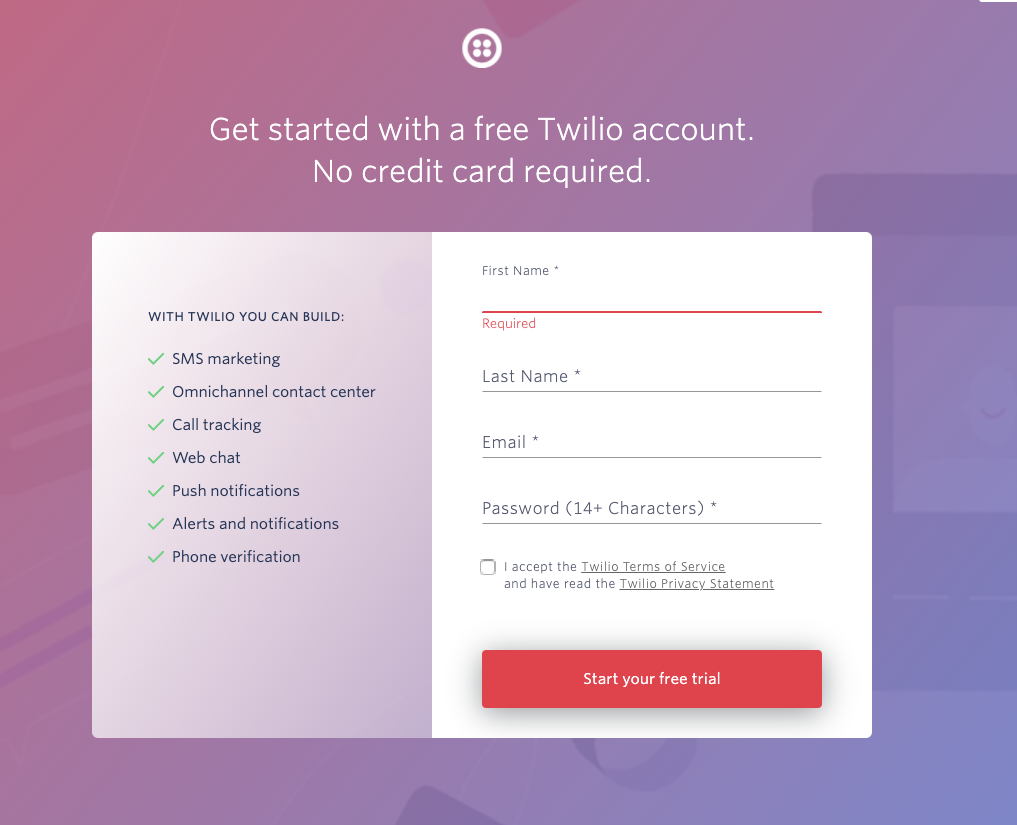 Get started with a free Twilio account.
No credit card required.
WITH TWILIO YOU CAN BUILD:
SMS marketing
Omnichannel contact center
Call tracking
Web chat
Push notifications
Alerts and notifications
Phone verification
First Name *
Required
Last Name *
Email *
Password (14+ Characters) *
I accept the Twilio Terms of Service
and have read the Twilio Privacy Statement
Start your free trial